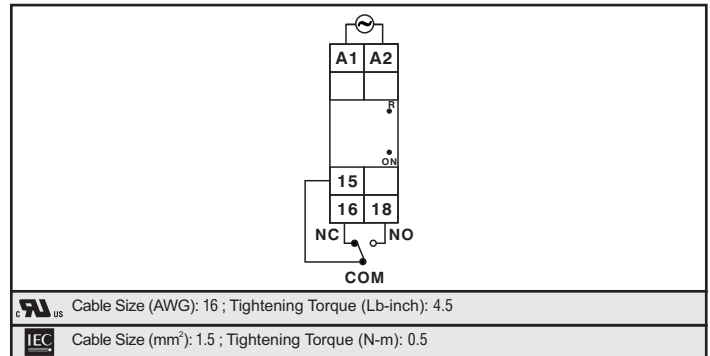 A1 A2
R
ON
15
16 18
NC NO
COM
c RU US Cable Size (AWG): 16 ; Tightening Torque (Lb-inch): 4.5
IEC Cable Size (mm²): 1.5 ; Tightening Torque (N-m): 0.5